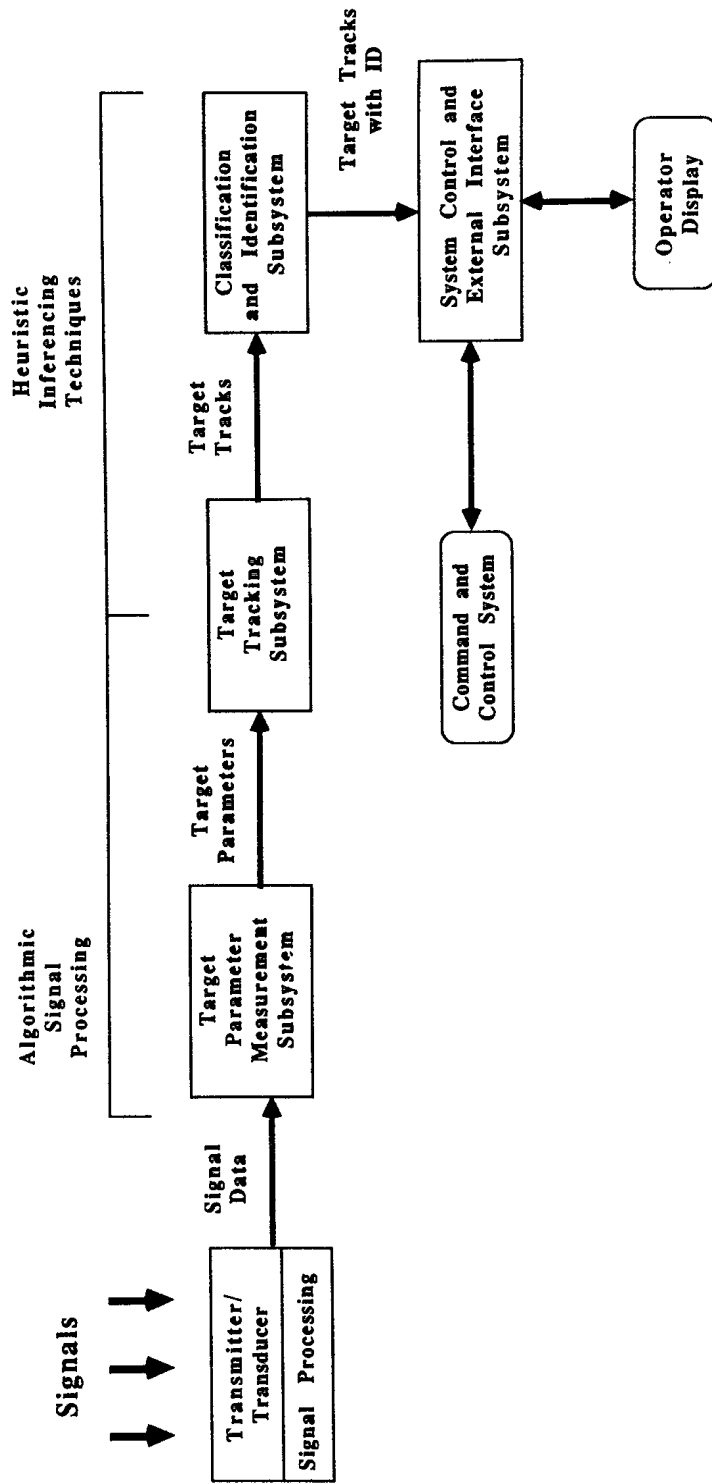 Signals
Transmitter/
Transducer
Signal Processing
Signal
Data
Algorithmic
Signal
Processing
Target
Parameter
Measurement
Subsystem
Target
Parameters
Target
Tracking
Subsystem
Target
Tracks
Heuristic
Inferencing
Techniques
Classification
and Identification
Subsystem
Target Tracks
with ID
System Control and
External Interface
Subsystem
Command and
Control System
Operator
Display